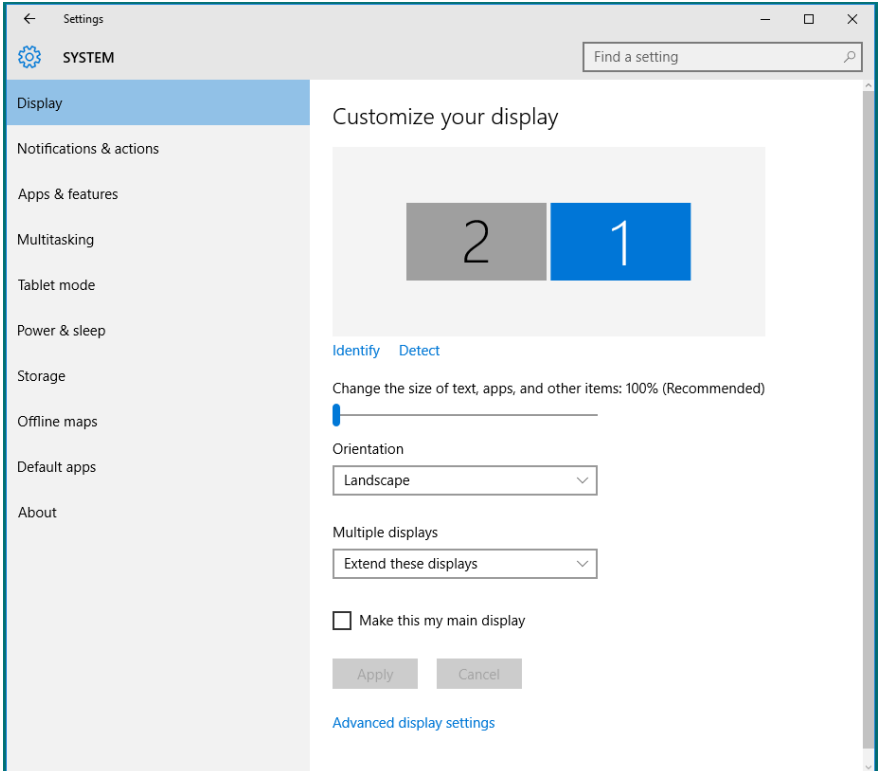 Settings
SYSTEM
Find a setting
Display
Notifications & actions
Apps & features
Multitasking
Tablet mode
Power & sleep
Storage
Offline maps
Default apps
About
Customize your display
2 1
Identify Detect
Change the size of text, apps, and other items: 100% (Recommended)
Orientation
Landscape
Multiple displays
Extend these displays
Make this my main display
Apply Cancel
Advanced display settings